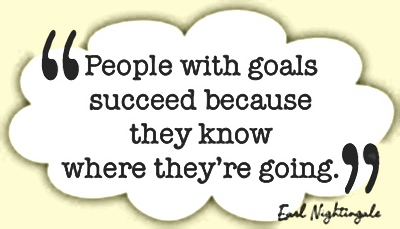 “People with goals
succeed because
they know
where they're going.”
Earl Nightingale